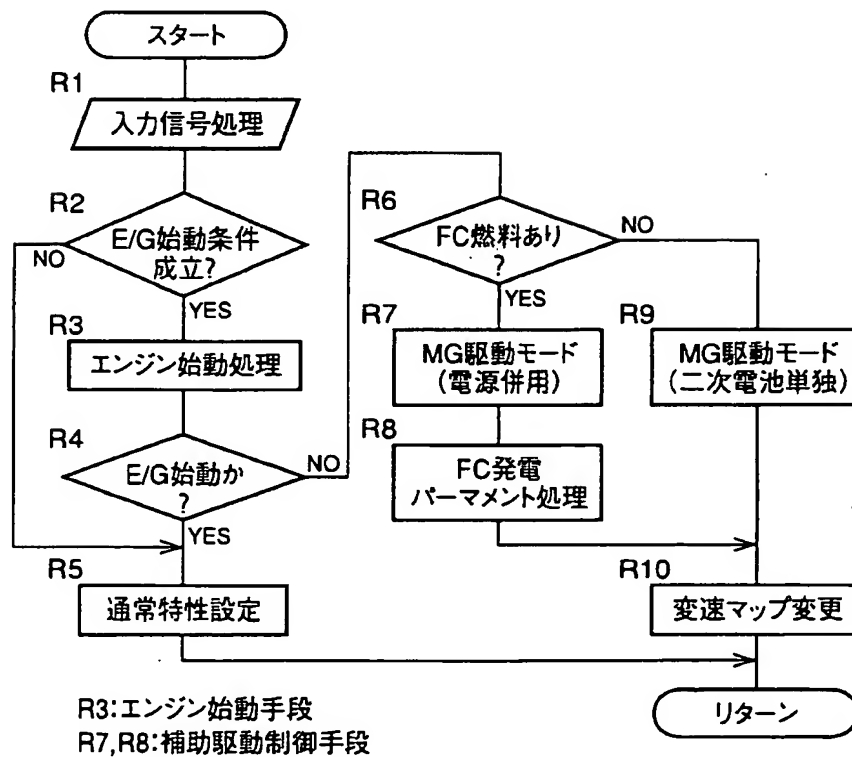 スタート
R1
入力信号処理
R2
E/G始動条件
成立?
NO
YES
R3
エンジン始動処理
R4
E/G始動か
?
NO
YES
R5
通常特性設定
R6
FC燃料あり
?
NO
YES
R7
MG駆動モード
(電源併用)
R8
FC発電
パーマメント処理
R9
MG駆動モード
(二次電池単独)
R10
変速マップ変更
リターン
R3:エンジン始動手段
R7,R8:補助駆動制御手段